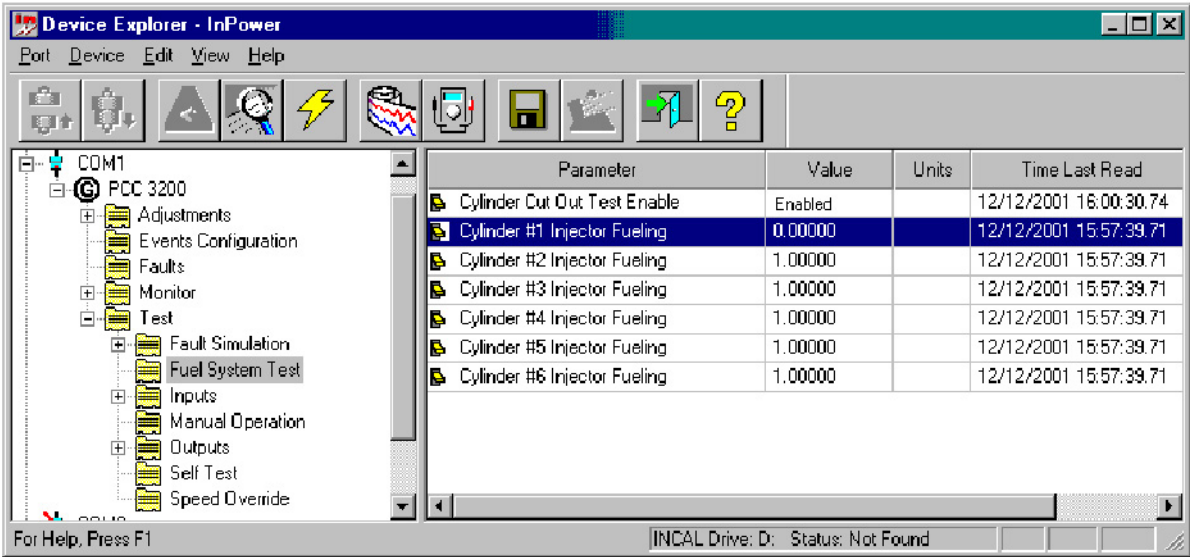 Device Explorer - InPower
Port Device Edit View Help
COM1
PCC 3200
Adjustments
Events Configuration
Faults
Monitor
Test
Fault Simulation
Fuel System Test
Inputs
Manual Operation
Outputs
Self Test
Speed Override
Parameter Value Units Time Last Read
Cylinder Cut Out Test Enable Enabled 12/12/2001 16:00:30.74
Cylinder #1 Injector Fueling 0.00000 12/12/2001 15:57:39.71
Cylinder #2 Injector Fueling 1.00000 12/12/2001 15:57:39.71
Cylinder #3 Injector Fueling 1.00000 12/12/2001 15:57:39.71
Cylinder #4 Injector Fueling 1.00000 12/12/2001 15:57:39.71
Cylinder #5 Injector Fueling 1.00000 12/12/2001 15:57:39.71
Cylinder #6 Injector Fueling 1.00000 12/12/2001 15:57:39.71
For Help, Press F1
INCAL Drive: D: Status: Not Found